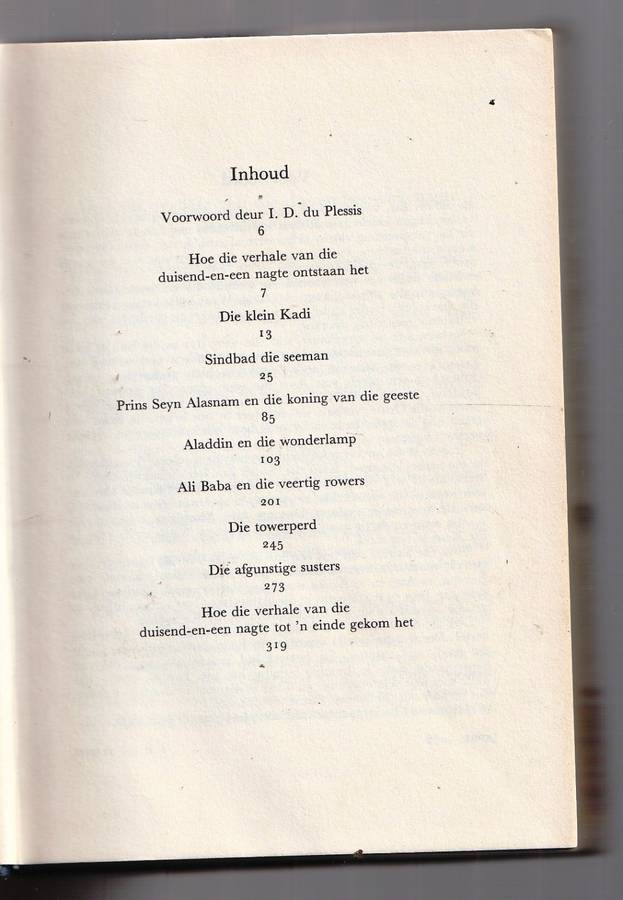 Inhoud
Voorwoord deur I. D. du Plessis
6
Hoe die verhale van die
duisend-en-een nagte ontstaan het
7
Die klein Kadi
13
Sindbad die seeman
25
Prins Seyn Alasnam en die koning van die geeste
85
Aladdin en die wonderlamp
103
Ali Baba en die veertig rowers
201
Die towerperd
245
Die afgunstige susters
273
Hoe die verhale van die
duisend-en-een nagte tot 'n einde gekom het
319